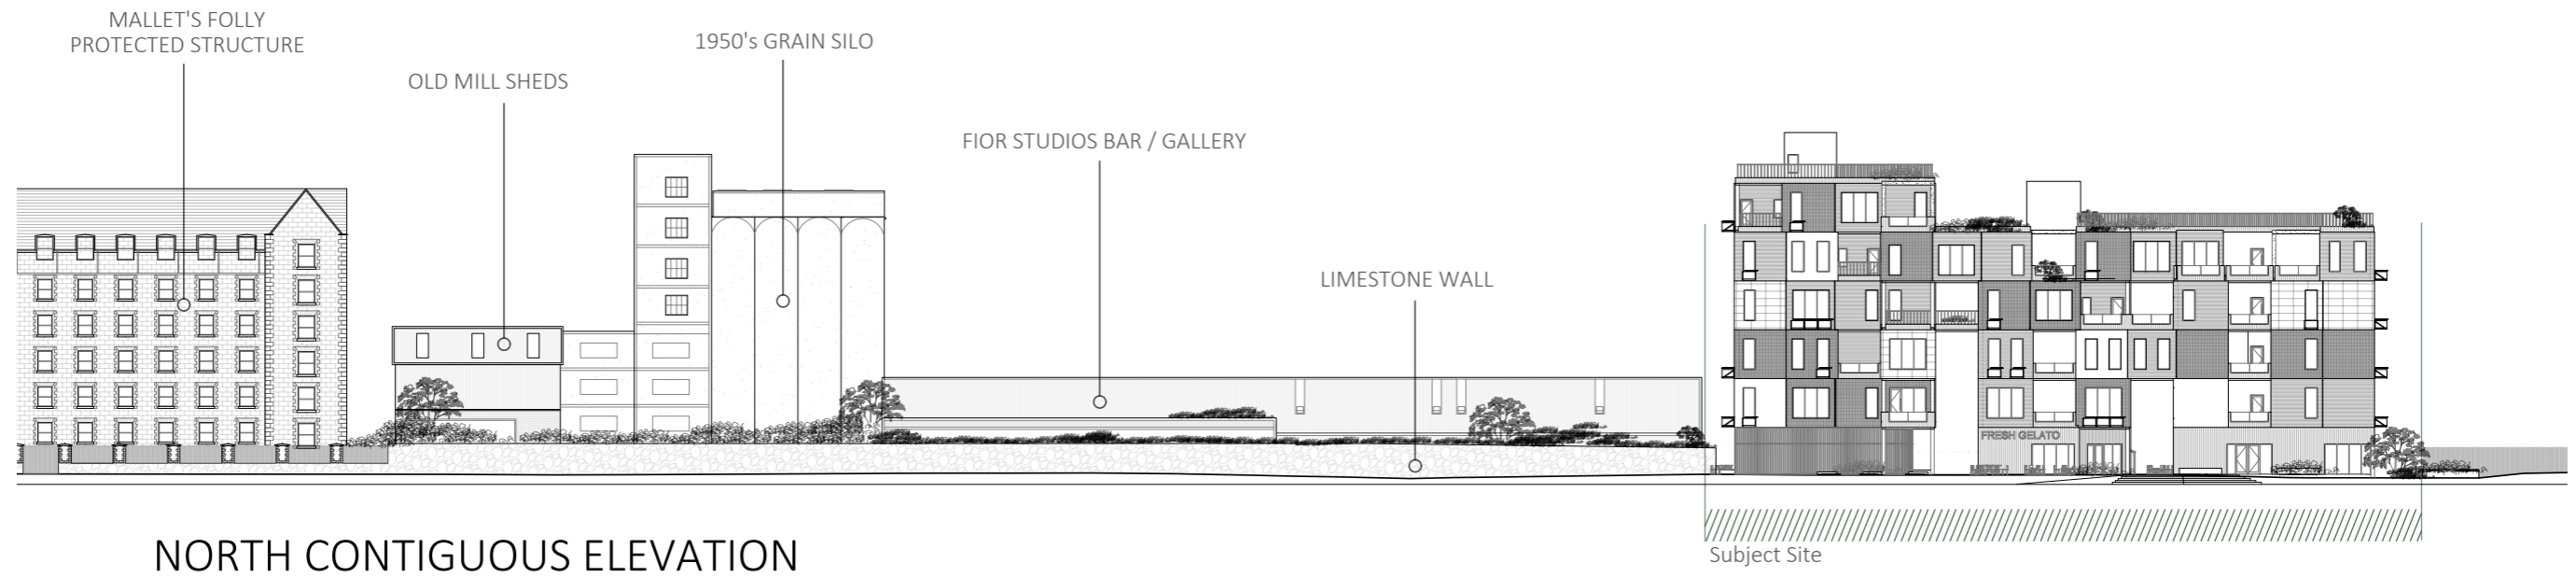 MALLET'S FOLLY
PROTECTED STRUCTURE
OLD MILL SHEDS
1950's GRAIN SILO
FIOR STUDIOS BAR / GALLERY
LIMESTONE WALL
FRESH GELATO
NORTH CONTIGUOUS ELEVATION
Subject Site